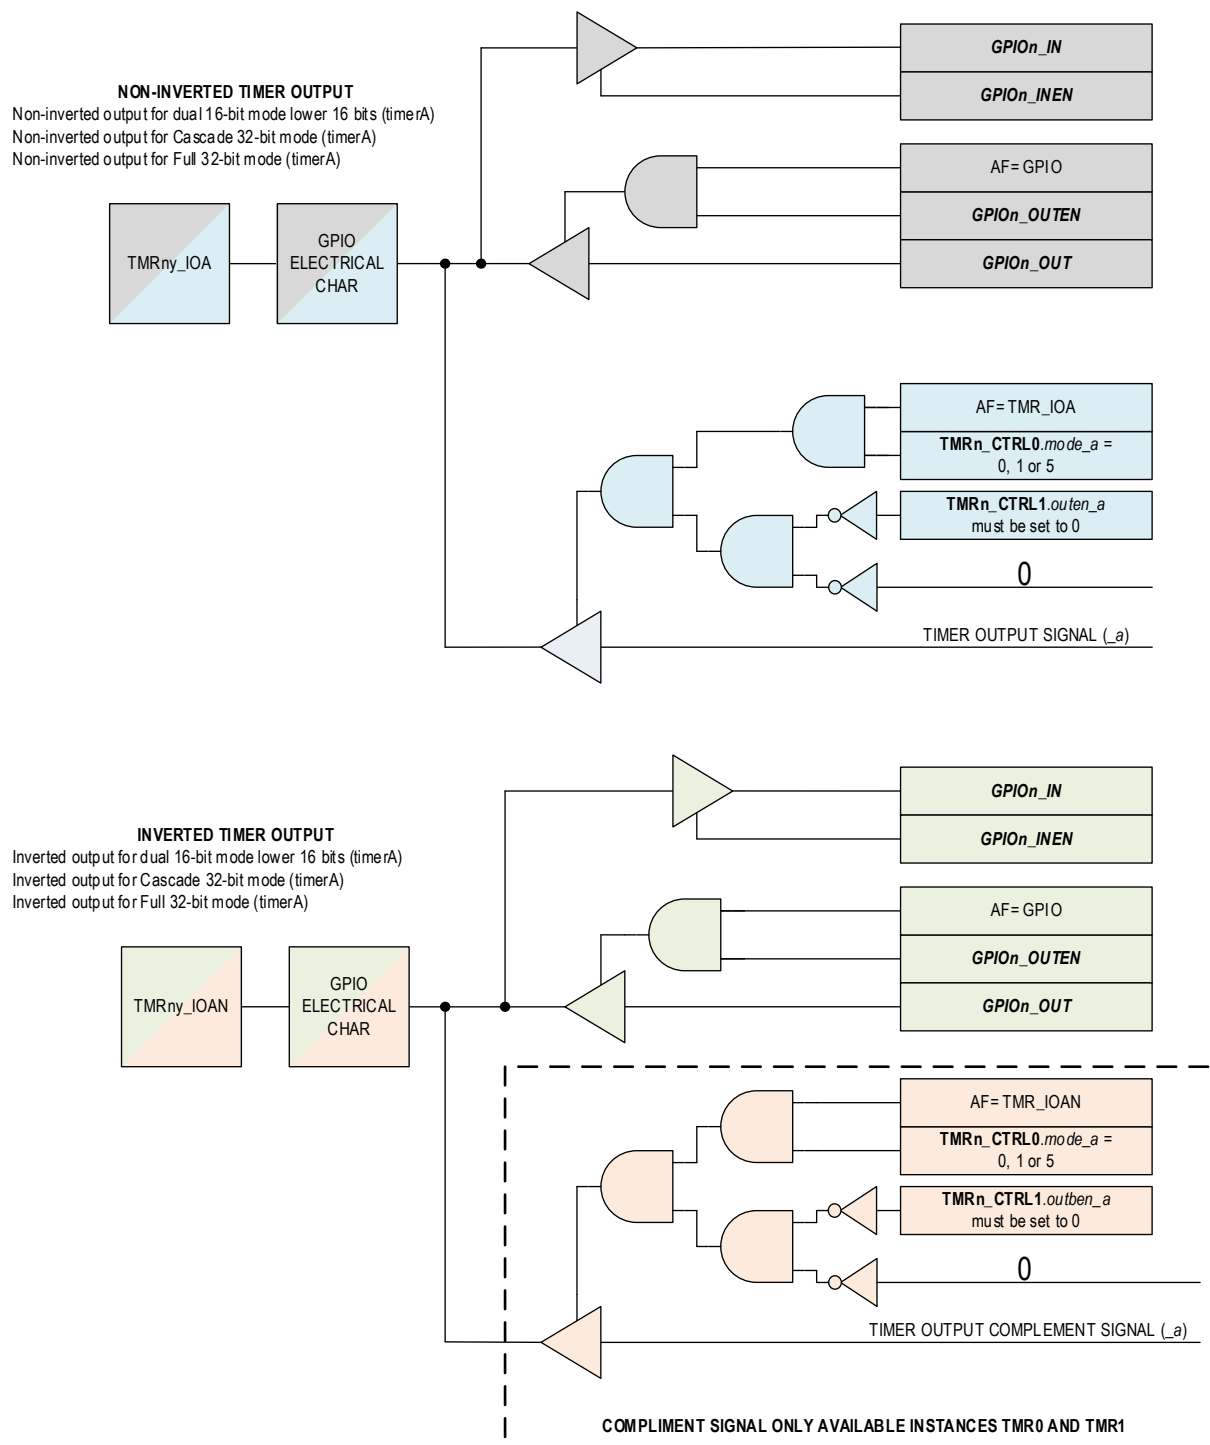 GPIOn_IN
GPIOn_INEN
NON-INVERTED TIMER OUTPUT
Non-inverted output for dual 16-bit mode lower 16 bits (timerA)
Non-inverted output for Cascade 32-bit mode (timerA)
Non-inverted output for Full 32-bit mode (timerA)
AF= GPIO
GPIOn_OUTEN
GPIOn_OUT
TMRny_IOA
GPIO
ELECTRICAL
CHAR
AF= TMR_IOA
TMRn_CTRL0.mode_a =
0, 1 or 5
TMRn_CTRL1.outen_a
must be set to 0
0
TIMER OUTPUT SIGNAL (_a)
GPIOn_IN
GPIOn_INEN
INVERTED TIMER OUTPUT
Inverted output for dual 16-bit mode lower 16 bits (timerA)
Inverted output for Cascade 32-bit mode (timerA)
Inverted output for Full 32-bit mode (timerA)
AF= GPIO
GPIOn_OUTEN
GPIOn_OUT
TMRny_IOAN
GPIO
ELECTRICAL
CHAR
AF= TMR_IOAN
TMRn_CTRL0.mode_a =
0, 1 or 5
TMRn_CTRL1.outben_a
must be set to 0
0
TIMER OUTPUT COMPLEMENT SIGNAL (_a)
COMPLIMENT SIGNAL ONLY AVAILABLE INSTANCES TMR0 AND TMR1